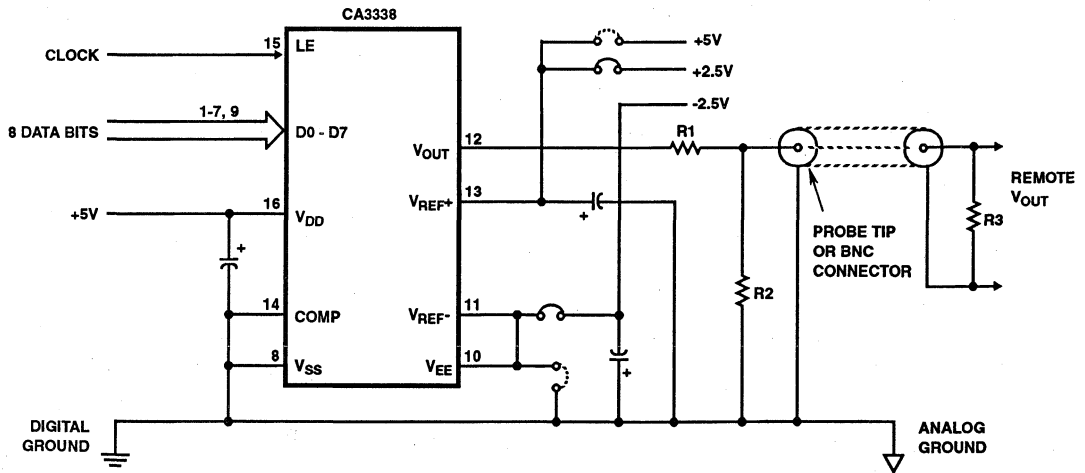 CA3338
CLOCK
15
LE
+5V
+2.5V
-2.5V
8 DATA BITS
1-7, 9
D0 - D7
VOUT
12
R1
VREF+
13
+
REMOTE
VOUT
R3
PROBE TIP
OR BNC
CONNECTOR
+5V
16
VDD
+
R2
14
COMP
VREF-
11
8
VSS
VEE
10
+
DIGITAL
GROUND
ANALOG
GROUND